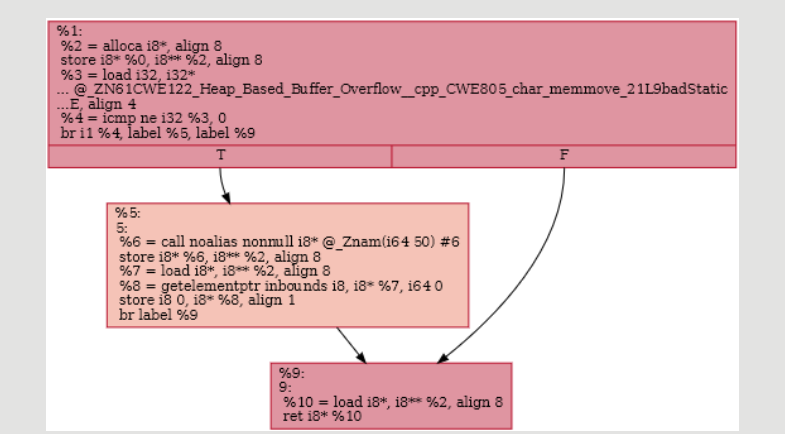 %1:
%2 = alloca i8*, align 8
store i8* %0, i8** %2, align 8
%3 = load i32, i32*
... @_ZN61CWE122_Heap_Based_Buffer_Overflow__cpp_CWE805_char_memmove_21L9badStatic
...E, align 4
%4 = icmp ne i32 %3, 0
br i1 %4, label %5, label %9
T F
%5:
5:
%6 = call noalias nonnull i8* @_Znam(i64 50) #6
store i8* %6, i8** %2, align 8
%7 = load i8*, i8** %2, align 8
%8 = getelementptr inbounds i8, i8* %7, i64 0
store i8 0, i8* %8, align 1
br label %9
%9:
9:
%10 = load i8*, i8** %2, align 8
ret i8* %10